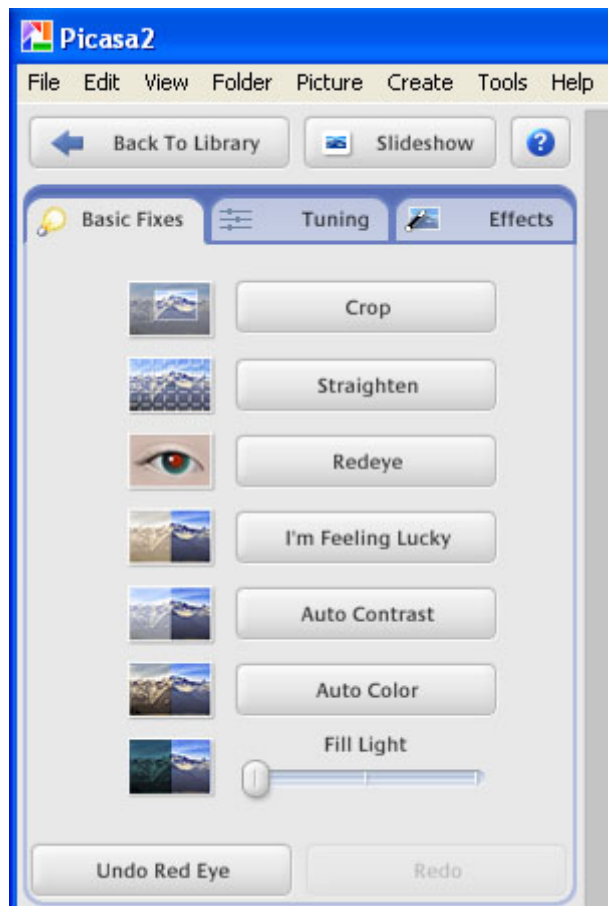 Picasa2
File Edit View Folder Picture Create Tools Help
Back To Library Slideshow ?
Basic Fixes Tuning Effects
Crop
Straighten
Redeye
I'm Feeling Lucky
Auto Contrast
Auto Color
Fill Light
Undo Red Eye Redo